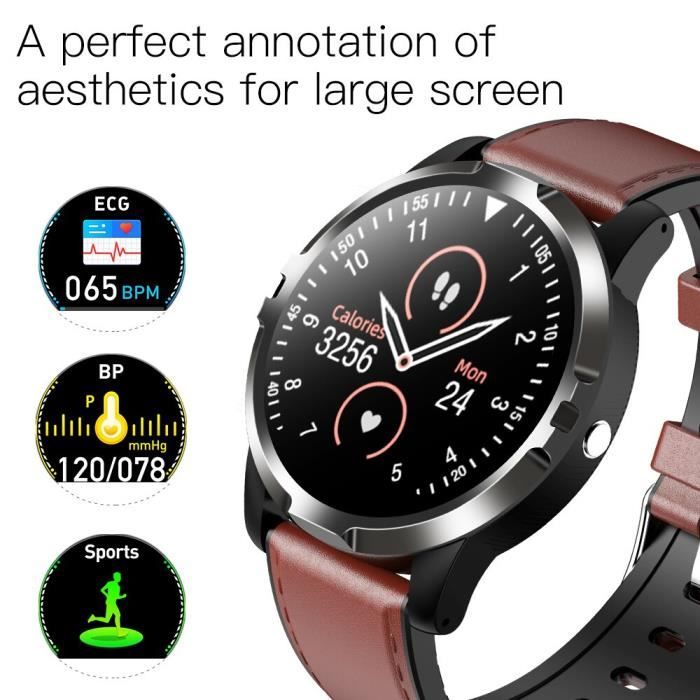 A perfect annotation of
aesthetics for large screen
ECG
065 BPM
BP
P
mmHg
120/078
Sports
55
50
11
05
10
1
45
Calories
9
3256
2
10
Mon
24
8
40
3
15
7
5
4
20